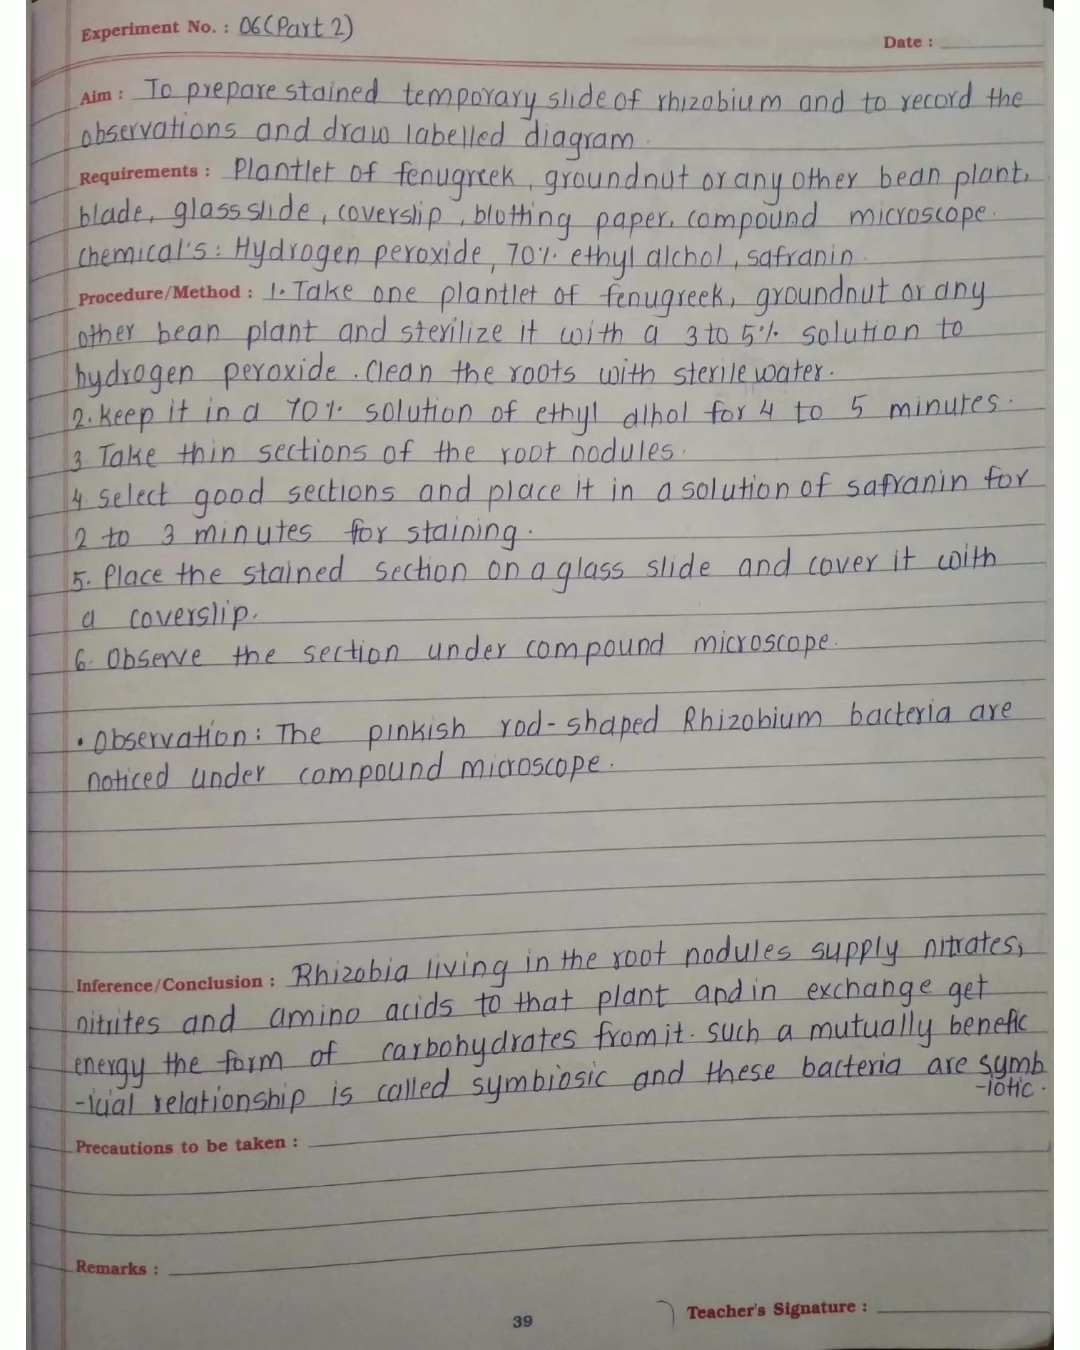 Experiment No. : 06(Part 2)
Date :
Aim : To prepare stained temporary slide of rhizobium and to record the
observations and draw labelled diagram.
Requirements : Plantlet of fenugreek, groundnut or any other bean plant,
blade, glass slide, coverslip, blotting paper, compound microscope.
chemical's : Hydrogen peroxide, 70% ethyl alchol, safranin.
Procedure/Method : 1. Take one plantlet of fenugreek, groundnut or any
other bean plant and sterilize it with a 3 to 5% solution to
hydrogen peroxide. Clean the roots with sterile water.
2. keep it in a 70% solution of ethyl alhol for 4 to 5 minutes.
3. Take thin sections of the root nodules.
4. select good sections and place it in a solution of safranin for
2 to 3 minutes for staining.
5. Place the stained section on a glass slide and cover it with
a coverslip.
6. Observe the section under compound microscope.
• Observation : The pinkish rod-shaped Rhizobium bacteria are
noticed under compound microscope.
Inference/Conclusion : Rhizobia living in the root nodules supply nitrates,
nitrites and amino acids to that plant and in exchange get
energy the form of carbohydrates from it. such a mutually benefic
-icial relationship is called symbiosic and these bacteria are symb
-iotic.
Precautions to be taken :
Remarks :
39
Teacher's Signature :